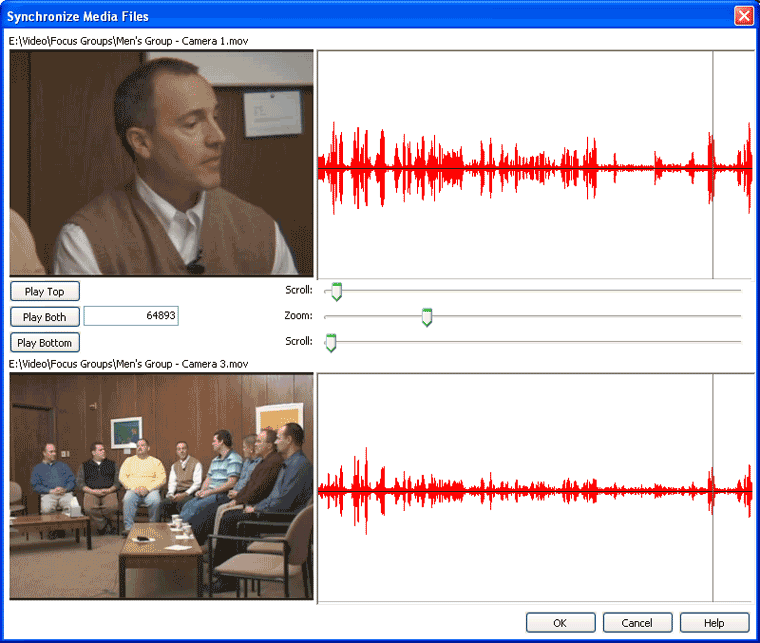 Synchronize Media Files
E:\Video\Focus Groups\Men's Group - Camera 1.mov
Play Top
Scroll:
Play Both
64893
Zoom:
Play Bottom
Scroll:
E:\Video\Focus Groups\Men's Group - Camera 3.mov
OK
Cancel
Help